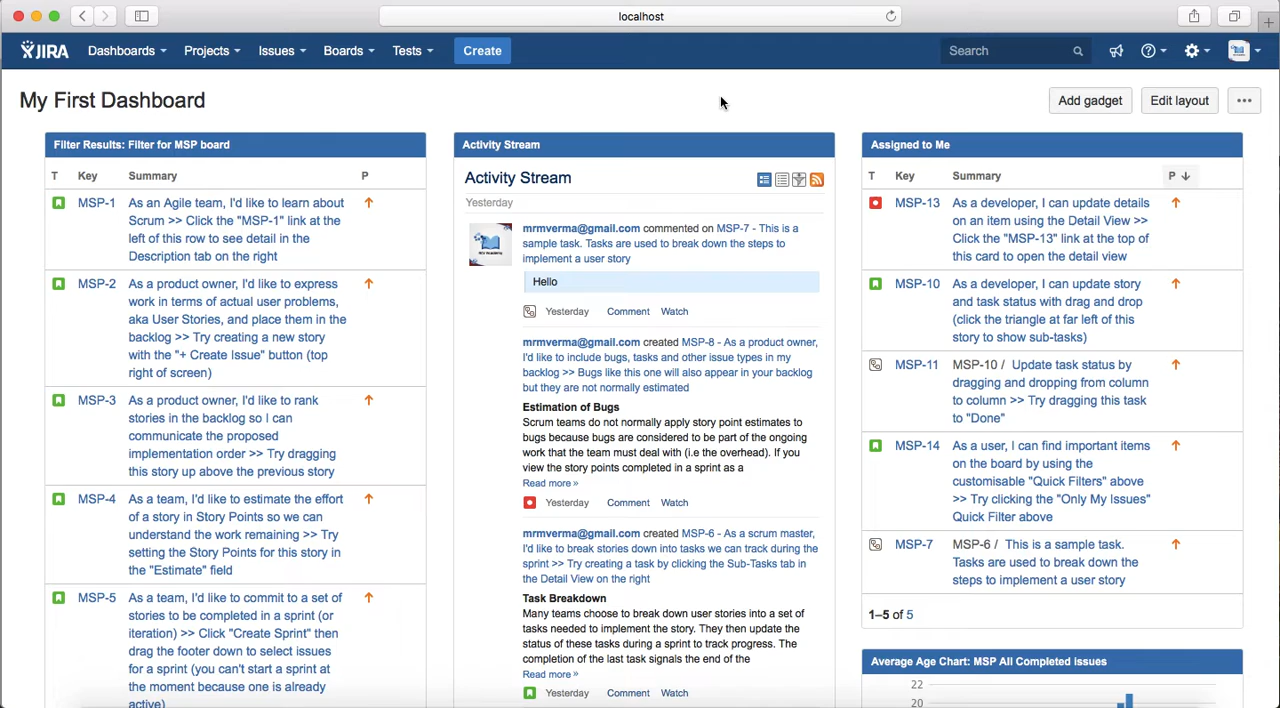 localhost
JIRA Dashboards Projects Issues Boards Tests Create Search
My First Dashboard
Add gadget Edit layout
Filter Results: Filter for MSP board
T Key Summary P
MSP-1 As an Agile team, I'd like to learn about
Scrum >> Click the "MSP-1" link at the
left of this row to see detail in the
Description tab on the right
MSP-2 As a product owner, I'd like to express
work in terms of actual user problems,
aka User Stories, and place them in the
backlog >> Try creating a new story
with the "+ Create Issue" button (top
right of screen)
MSP-3 As a product owner, I'd like to rank
stories in the backlog so I can
communicate the proposed
implementation order >> Try dragging
this story up above the previous story
MSP-4 As a team, I'd like to estimate the effort
of a story in Story Points so we can
understand the work remaining >> Try
setting the Story Points for this story in
the "Estimate" field
MSP-5 As a team, I'd like to commit to a set of
stories to be completed in a sprint (or
iteration) >> Click "Create Sprint" then
drag the footer down to select issues
for a sprint (you can't start a sprint at
the moment because one is already
active)
Activity Stream
Activity Stream
Yesterday
mrmverma@gmail.com commented on MSP-7 - This is a
sample task. Tasks are used to break down the steps to
implement a user story
Hello
Yesterday Comment Watch
mrmverma@gmail.com created MSP-8 - As a product owner,
I'd like to include bugs, tasks and other issue types in my
backlog >> Bugs like this one will also appear in your backlog
but they are not normally estimated
Estimation of Bugs
Scrum teams do not normally apply story point estimates to
bugs because bugs are considered to be part of the ongoing
work that the team must deal with (i.e the overhead). If you
view the story points completed in a sprint as a
Read more »
Yesterday Comment Watch
mrmverma@gmail.com created MSP-6 - As a scrum master,
I'd like to break stories down into tasks we can track during the
sprint >> Try creating a task by clicking the Sub-Tasks tab in
the Detail View on the right
Task Breakdown
Many teams choose to break down user stories into a set of
tasks needed to implement the story. They then update the
status of these tasks during a sprint to track progress. The
completion of the last task signals the end of the
Read more »
Yesterday Comment Watch
Assigned to Me
T Key Summary P
MSP-13 As a developer, I can update details
on an item using the Detail View >>
Click the "MSP-13" link at the top of
this card to open the detail view
MSP-10 As a developer, I can update story
and task status with drag and drop
(click the triangle at far left of this
story to show sub-tasks)
MSP-11 MSP-10 / Update task status by
dragging and dropping from column
to column >> Try dragging this task
to "Done"
MSP-14 As a user, I can find important items
on the board by using the
customisable "Quick Filters" above
>> Try clicking the "Only My Issues"
Quick Filter above
MSP-7 MSP-6 / This is a sample task.
Tasks are used to break down the
steps to implement a user story
1–5 of 5
Average Age Chart: MSP All Completed Issues
22
20